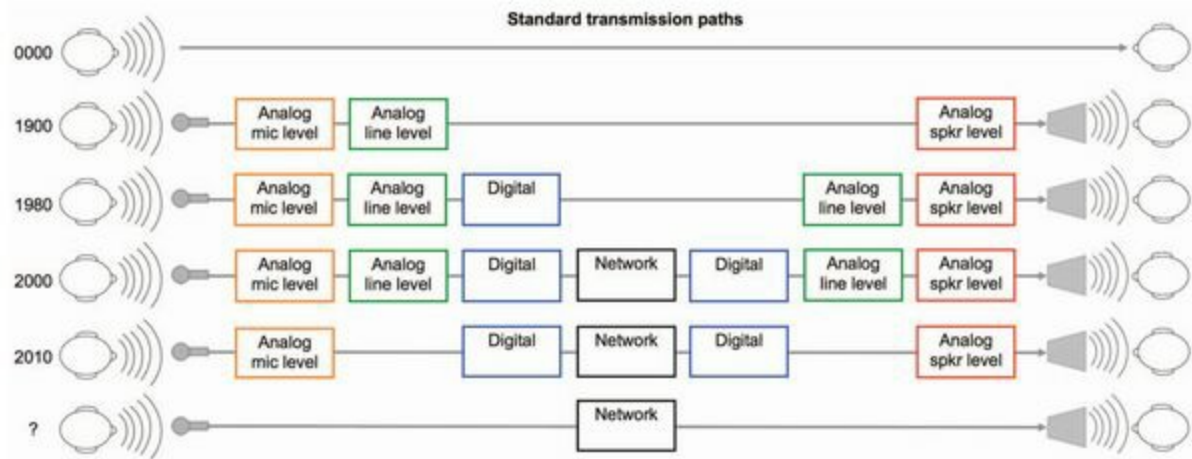 Standard transmission paths
0000
1900
Analog
mic level
Analog
line level
Analog
spkr level
1980
Analog
mic level
Analog
line level
Digital
Analog
line level
Analog
spkr level
2000
Analog
mic level
Analog
line level
Digital
Network
Digital
Analog
line level
Analog
spkr level
2010
Analog
mic level
Digital
Network
Digital
Analog
spkr level
?
Network